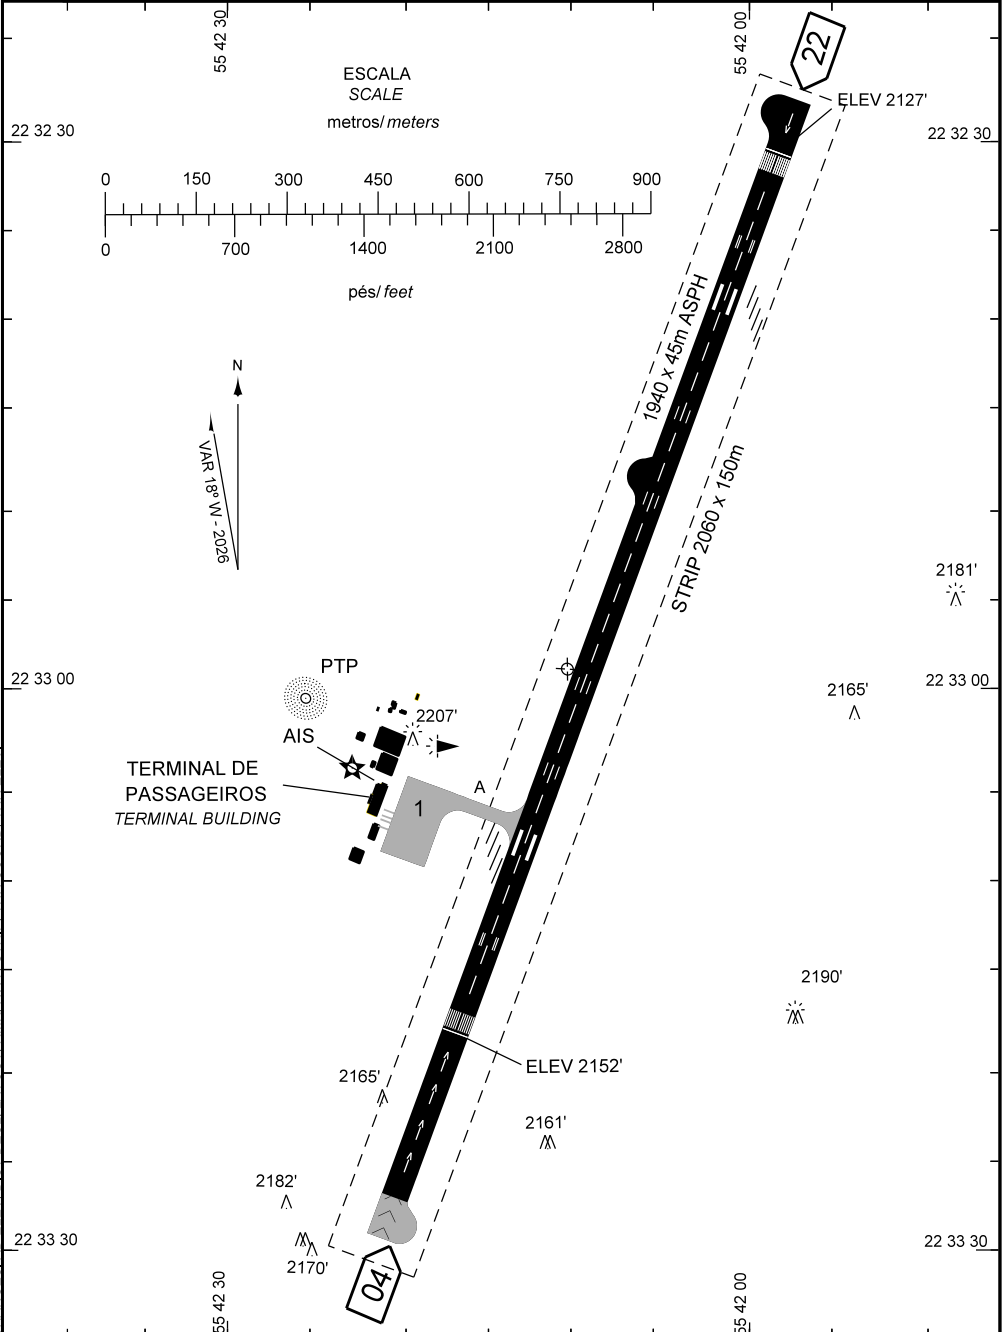 55 42 30
55 42 00
22
ESCALA
SCALE
metros/meters
ELEV 2127'
22 32 30
22 32 30
0 150 300 450 600 750 900
0 700 1400 2100 2800
pés/feet
1940 x 45m ASPH
N
VAR 18º W - 2026
STRIP 2060 x 150m
2181'
PTP
22 33 00
22 33 00
2165'
2207'
AIS
TERMINAL DE
PASSAGEIROS
TERMINAL BUILDING
A
1
2190'
ELEV 2152'
2165'
2161'
2182'
22 33 30
22 33 30
2170'
04
55 42 30
55 42 00